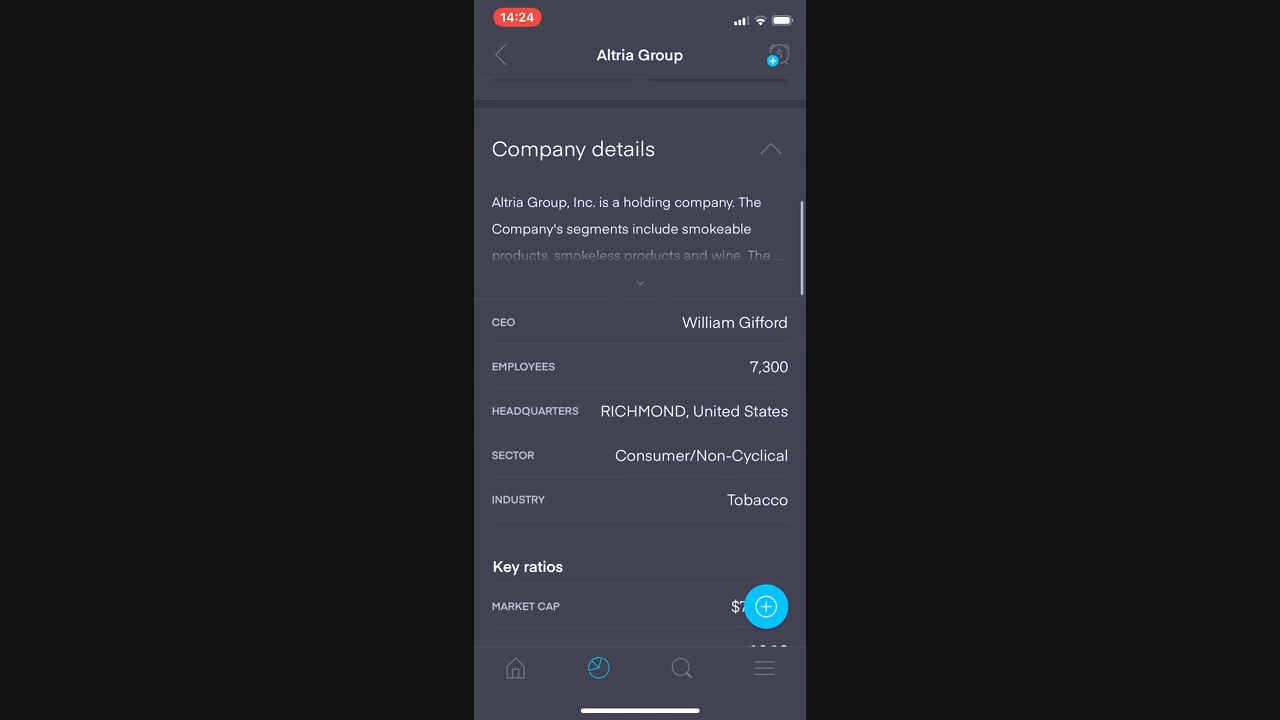 14:24
Altria Group
Company details
Altria Group, Inc. is a holding company. The
Company's segments include smokeable
products, smokeless products and wine. The ...
CEO William Gifford
EMPLOYEES 7,300
HEADQUARTERS RICHMOND, United States
SECTOR Consumer/Non-Cyclical
INDUSTRY Tobacco
Key ratios
MARKET CAP